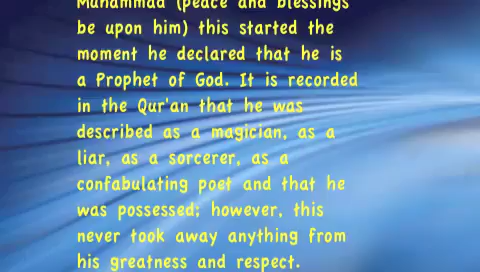 Muhammad (peace and blessings
be upon him) this started the
moment he declared that he is
a Prophet of God. It is recorded
in the Qur'an that he was
described as a magician, as a
liar, as a sorcerer, as a
confabulating poet and that he
was possessed; however, this
never took away anything from
his greatness and respect.